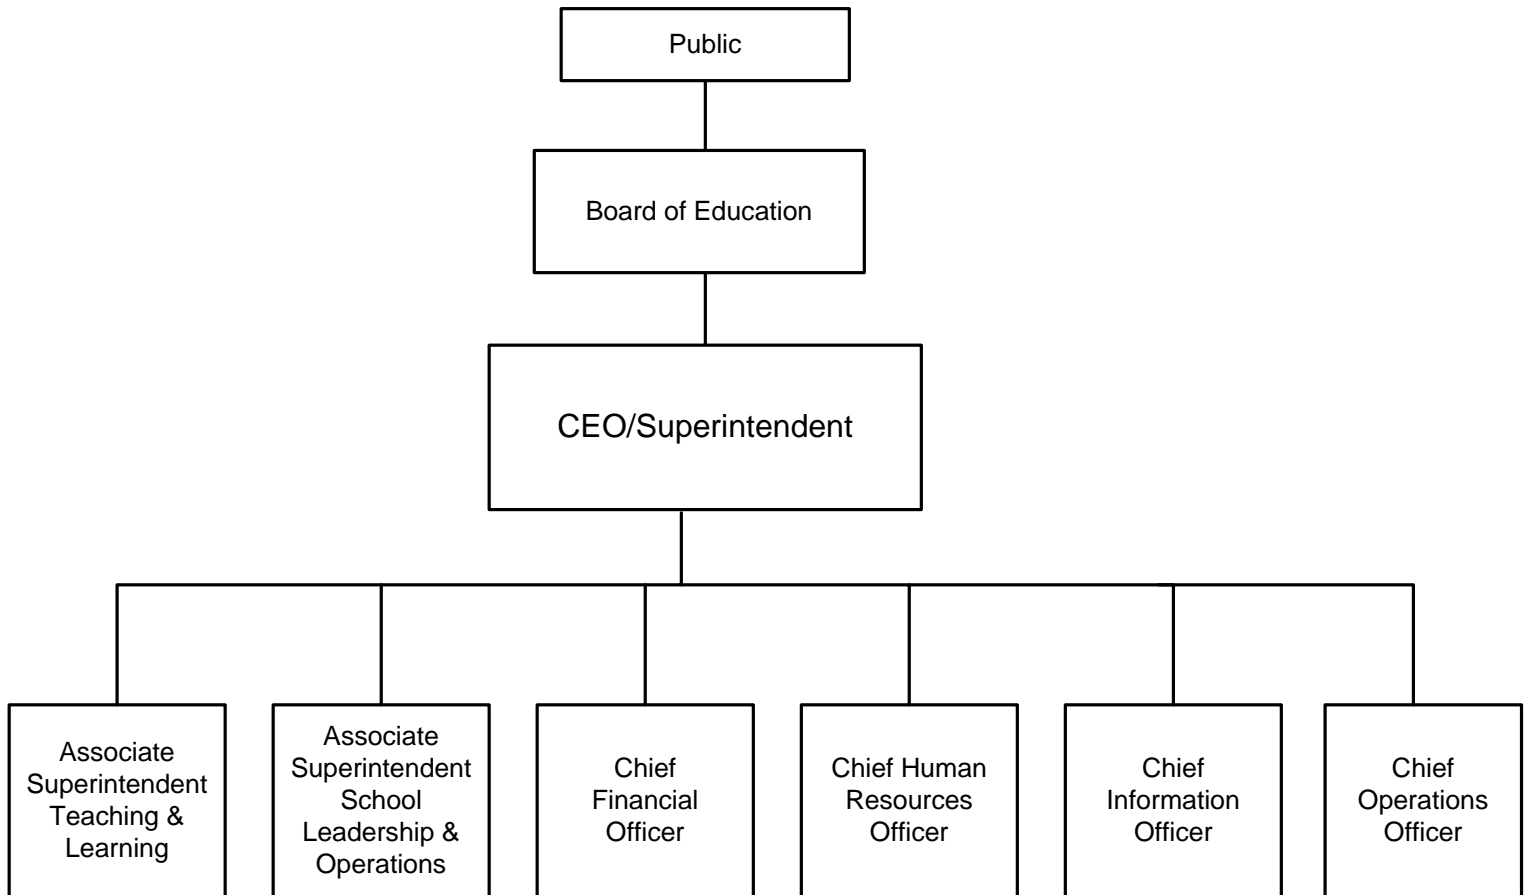 Public
Board of Education
CEO/Superintendent
Associate
Superintendent
Teaching &
Learning
Associate
Superintendent
School
Leadership &
Operations
Chief
Financial
Officer
Chief Human
Resources
Officer
Chief
Information
Officer
Chief
Operations
Officer